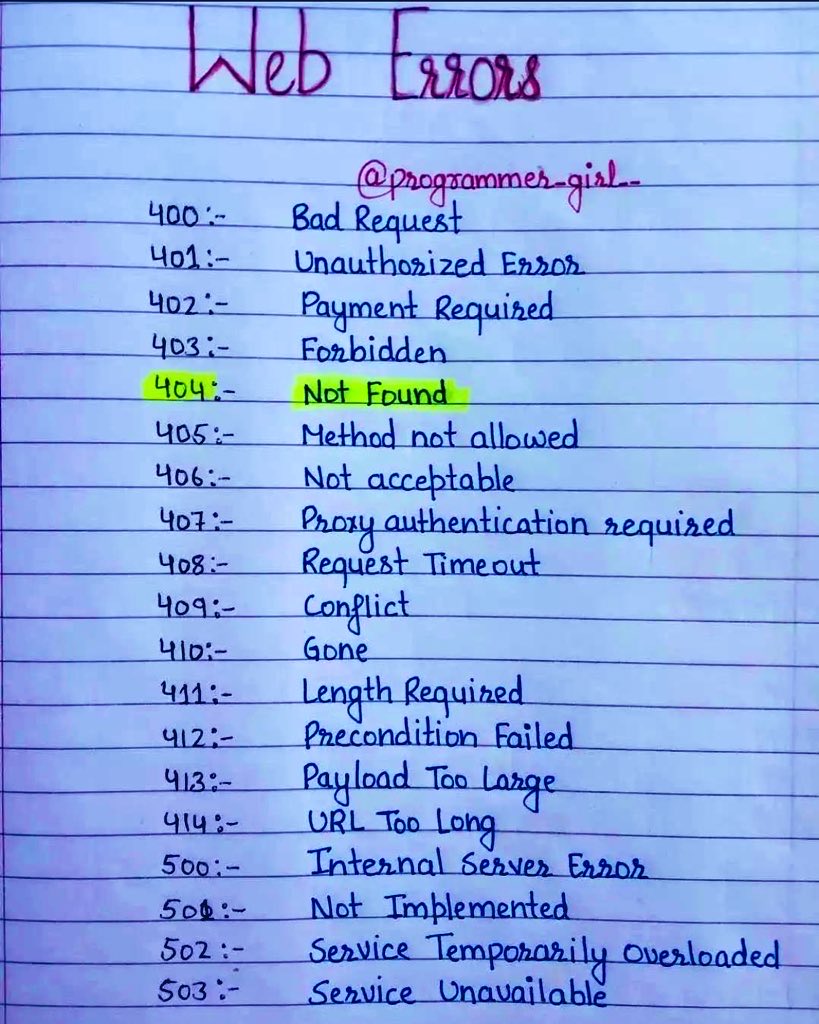 Web Errors
@programmer_girl__
400:- Bad Request
401:- Unauthorized Error
402:- Payment Required
403:- Forbidden
404:- Not Found
405:- Method not allowed
406:- Not acceptable
407:- Proxy authentication required
408:- Request Timeout
409:- Conflict
410:- Gone
411:- Length Required
412:- Precondition Failed
413:- Payload Too Large
414:- URL Too Long
500:- Internal Server Error
501:- Not Implemented
502:- Service Temporarily Overloaded
503:- Service Unavailable